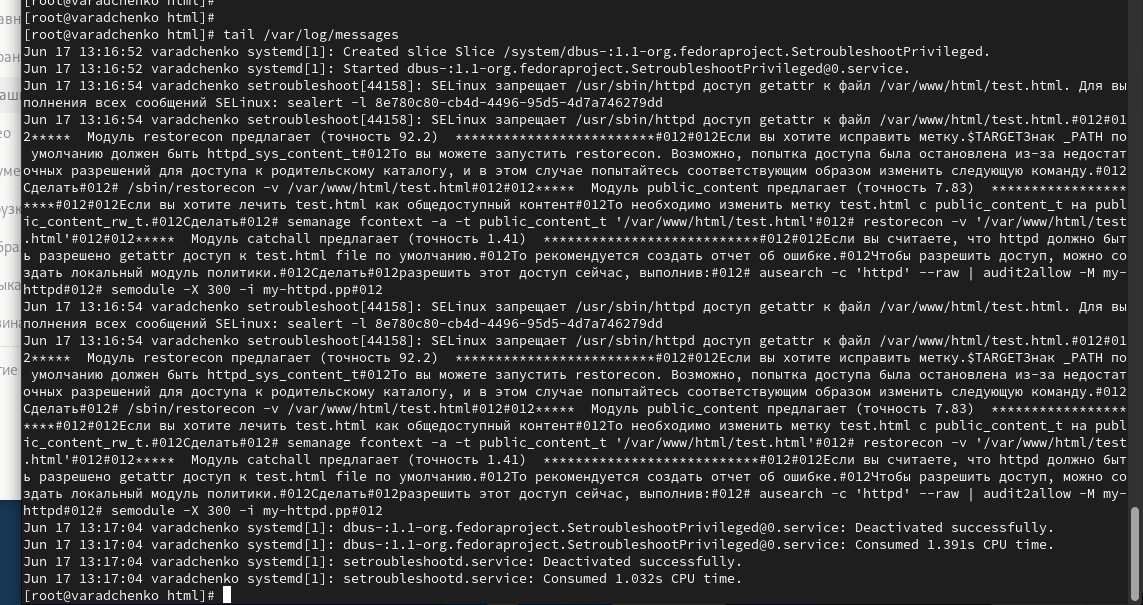 [root@varadchenko html]#
[root@varadchenko html]#
[root@varadchenko html]# tail /var/log/messages
Jun 17 13:16:52 varadchenko systemd[1]: Created slice Slice /system/dbus-:1.1-org.fedoraproject.SetroubleshootPrivileged.
Jun 17 13:16:52 varadchenko systemd[1]: Started dbus-:1.1-org.fedoraproject.SetroubleshootPrivileged@0.service.
Jun 17 13:16:54 varadchenko setroubleshoot[44158]: SELinux запрещает /usr/sbin/httpd доступ getattr к файл /var/www/html/test.html. Для вы
полнения всех сообщений SELinux: sealert -l 8e780c80-cb4d-4496-95d5-4d7a746279dd
Jun 17 13:16:54 varadchenko setroubleshoot[44158]: SELinux запрещает /usr/sbin/httpd доступ getattr к файл /var/www/html/test.html.#012#01
2*****  Модуль restorecon предлагает (точность 92.2)  *************************#012#012Если вы хотите исправить метку.$TARGETЗнак _PATH по
 умолчанию должен быть httpd_sys_content_t#012То вы можете запустить restorecon. Возможно, попытка доступа была остановлена из-за недостат
очных разрешений для доступа к родительскому каталогу, и в этом случае попытайтесь соответствующим образом изменить следующую команду.#012
Сделать#012# /sbin/restorecon -v /var/www/html/test.html#012#012*****  Модуль public_content предлагает (точность 7.83)  *******************
****#012#012Если вы хотите лечить test.html как общедоступный контент#012То необходимо изменить метку test.html с public_content_t на publ
ic_content_rw_t.#012Сделать#012# semanage fcontext -a -t public_content_t '/var/www/html/test.html'#012# restorecon -v '/var/www/html/test
.html'#012#012*****  Модуль catchall предлагает (точность 1.41)  **************************#012#012Если вы считаете, что httpd должно быт
ь разрешено getattr доступ к test.html file по умолчанию.#012То рекомендуется создать отчет об ошибке.#012Чтобы разрешить доступ, можно со
здать локальный модуль политики.#012Сделать#012разрешить этот доступ сейчас, выполнив:#012# ausearch -c 'httpd' --raw | audit2allow -M my-
httpd#012# semodule -X 300 -i my-httpd.pp#012
Jun 17 13:16:54 varadchenko setroubleshoot[44158]: SELinux запрещает /usr/sbin/httpd доступ getattr к файл /var/www/html/test.html. Для вы
полнения всех сообщений SELinux: sealert -l 8e780c80-cb4d-4496-95d5-4d7a746279dd
Jun 17 13:16:54 varadchenko setroubleshoot[44158]: SELinux запрещает /usr/sbin/httpd доступ getattr к файл /var/www/html/test.html.#012#01
2*****  Модуль restorecon предлагает (точность 92.2)  *************************#012#012Если вы хотите исправить метку.$TARGETЗнак _PATH по
 умолчанию должен быть httpd_sys_content_t#012То вы можете запустить restorecon. Возможно, попытка доступа была остановлена из-за недостат
очных разрешений для доступа к родительскому каталогу, и в этом случае попытайтесь соответствующим образом изменить следующую команду.#012
Сделать#012# /sbin/restorecon -v /var/www/html/test.html#012#012*****  Модуль public_content предлагает (точность 7.83)  *******************
****#012#012Если вы хотите лечить test.html как общедоступный контент#012То необходимо изменить метку test.html с public_content_t на publ
ic_content_rw_t.#012Сделать#012# semanage fcontext -a -t public_content_t '/var/www/html/test.html'#012# restorecon -v '/var/www/html/test
.html'#012#012*****  Модуль catchall предлагает (точность 1.41)  **************************#012#012Если вы считаете, что httpd должно быт
ь разрешено getattr доступ к test.html file по умолчанию.#012То рекомендуется создать отчет об ошибке.#012Чтобы разрешить доступ, можно со
здать локальный модуль политики.#012Сделать#012разрешить этот доступ сейчас, выполнив:#012# ausearch -c 'httpd' --raw | audit2allow -M my-
httpd#012# semodule -X 300 -i my-httpd.pp#012
Jun 17 13:17:04 varadchenko systemd[1]: dbus-:1.1-org.fedoraproject.SetroubleshootPrivileged@0.service: Deactivated successfully.
Jun 17 13:17:04 varadchenko systemd[1]: dbus-:1.1-org.fedoraproject.SetroubleshootPrivileged@0.service: Consumed 1.391s CPU time.
Jun 17 13:17:04 varadchenko systemd[1]: setroubleshootd.service: Deactivated successfully.
Jun 17 13:17:04 varadchenko systemd[1]: setroubleshootd.service: Consumed 1.032s CPU time.
[root@varadchenko html]#